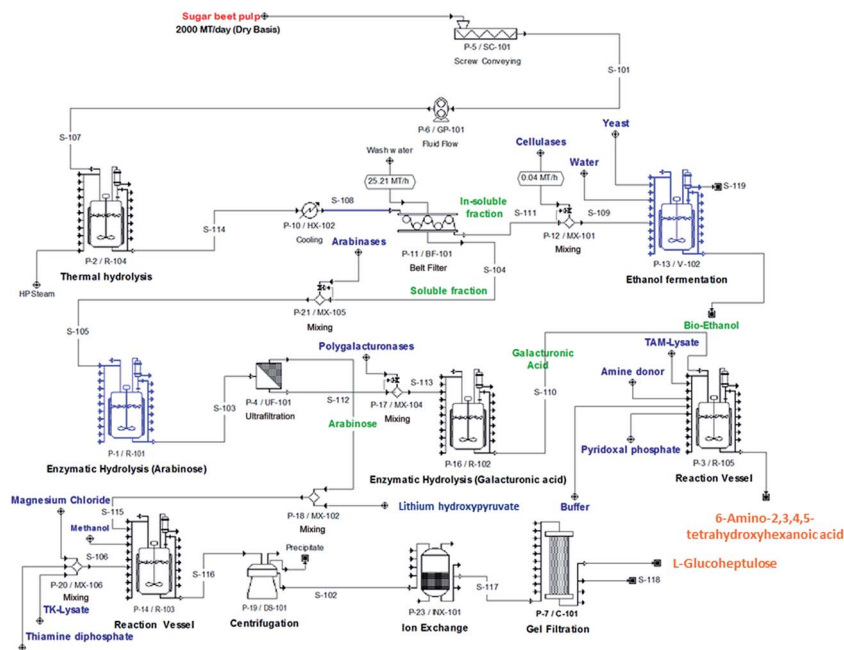 Sugar beet pulp
2000 MT/day (Dry Basis)
P-5 / SC-101
Screw Conveying
S-101
S-107
P-6 / GP-101
Fluid Flow
Yeast
Wash water
Cellulases
Water
25.21 MT/h
0.04 MT/h
S-119
In-soluble
fraction
S-108
S-111
S-109
S-114
P-10 / HX-102
Cooling
P-12 / MX-101
Mixing
Arabinases
P-11 / BF-101
Belt Filter
S-104
P-2 / R-104
Thermal hydrolysis
P-13 / V-102
Ethanol fermentation
HP Steam
Soluble fraction
P-21 / MX-105
Mixing
S-105
Bio-Ethanol
Polygalacturonases
Galacturonic
Acid
TAM-Lysate
Amine donor
S-103
P-4 / UF-101
Ultrafiltration
S-112
S-113
P-17 / MX-104
Mixing
S-110
Arabinose
P-1 / R-101
Enzymatic Hydrolysis (Arabinose)
P-16 / R-102
Enzymatic Hydrolysis (Galacturonic acid)
Pyridoxal phosphate
P-3 / R-105
Reaction Vessel
Magnesium Chloride
S-115
P-18 / MX-102
Mixing
Lithium hydroxypyruvate
Buffer
6-Amino-2,3,4,5-
tetrahydroxyhexanoic acid
Methanol
Precipitate
S-106
P-20 / MX-106
Mixing
S-116
S-102
S-117
L-Glucoheptulose
S-118
TK-Lysate
P-14 / R-103
Reaction Vessel
P-19 / DS-101
Centrifugation
P-23 / INX-101
Ion Exchange
P-7 / C-101
Gel Filtration
Thiamine diphosphate